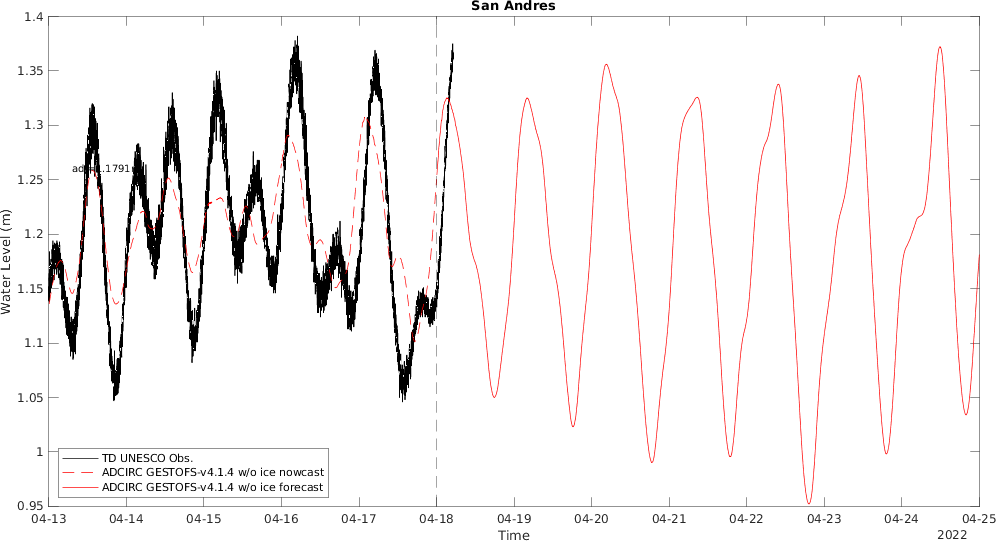 San Andres
1.4
1.35
1.3
1.25
1.2
1.15
1.1
1.05
1
0.95
Water Level (m)
TD UNESCO Obs.
ADCIRC GESTOFS-v4.1.4 w/o ice nowcast
ADCIRC GESTOFS-v4.1.4 w/o ice forecast
04-13 04-14 04-15 04-16 04-17 04-18 04-19 04-20 04-21 04-22 04-23 04-24 04-25
Time
2022